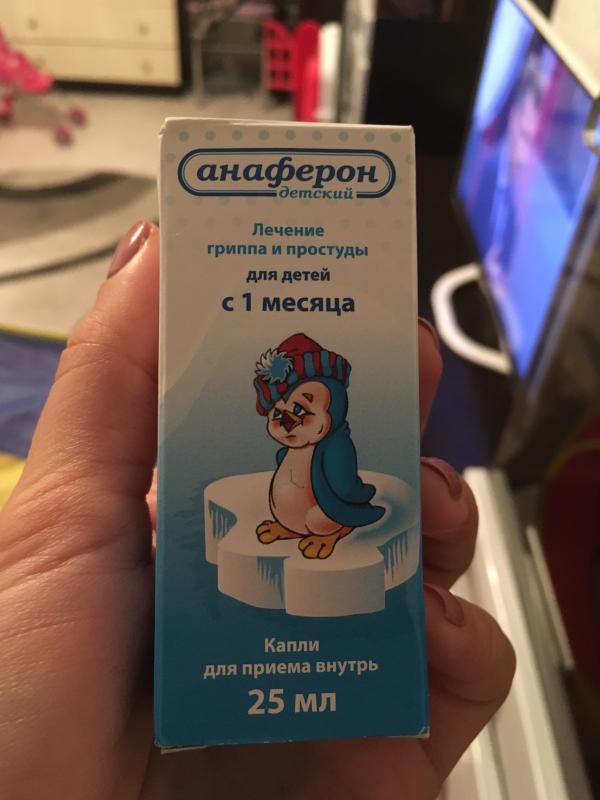 анаферон
детский
Лечение
гриппа и простуды
для детей
с 1 месяца
Капли
для приема внутрь
25 мл